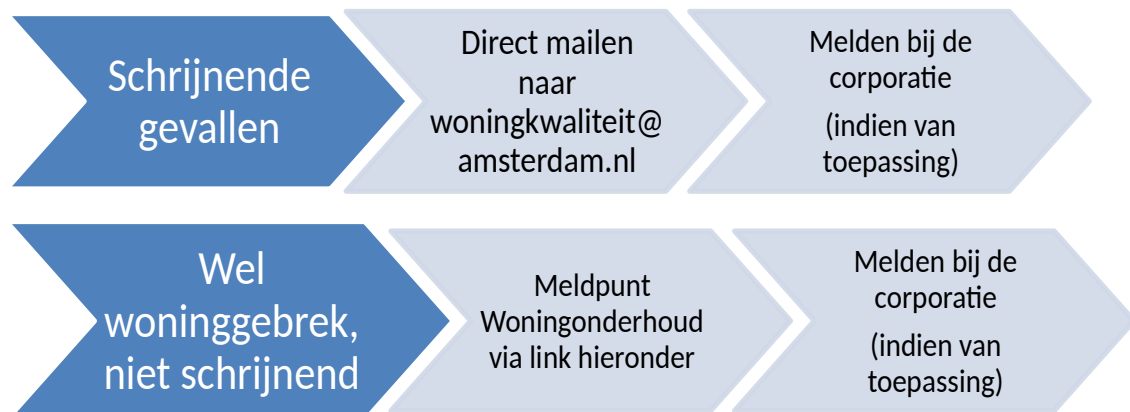 Schrijnende
gevallen
Direct mailen
naar
woningkwaliteit@
amsterdam.nl
Melden bij de
corporatie
(indien van
toepassing)
Wel
woninggebrek,
niet schrijnend
Meldpunt
Woningonderhoud
via link hieronder
Melden bij de
corporatie
(indien van
toepassing)